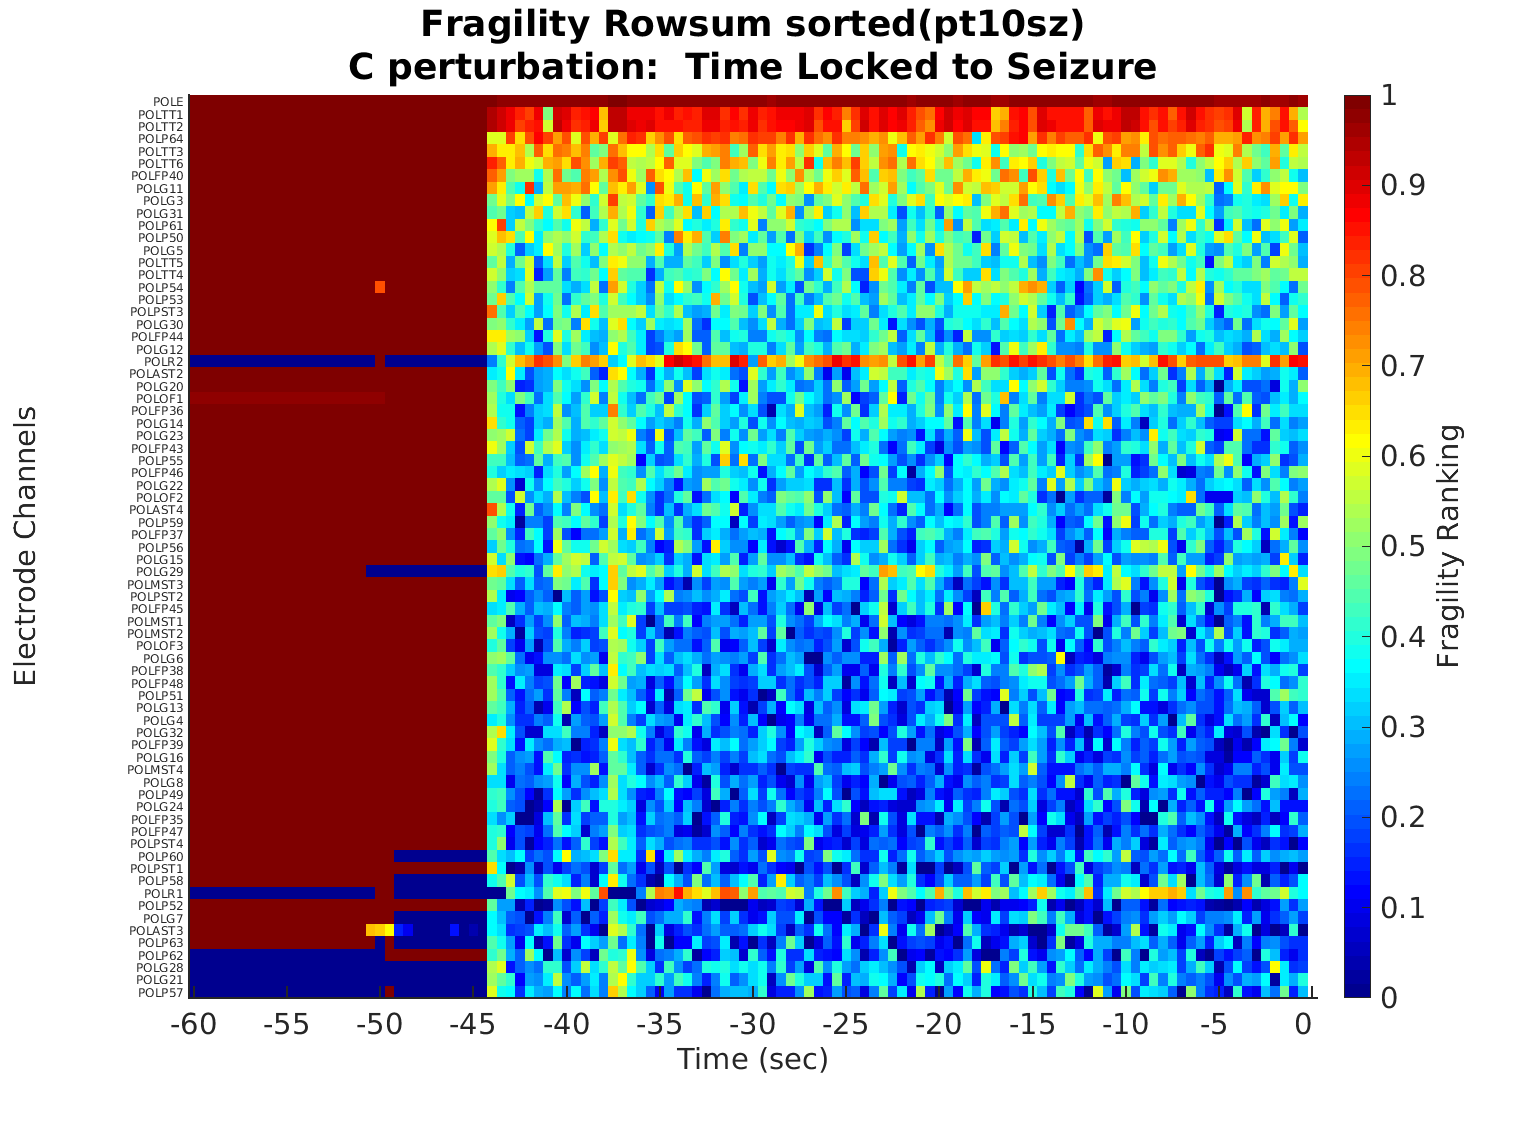 Fragility Rowsum sorted(pt10sz)
C perturbation:  Time Locked to Seizure
Electrode Channels
POLE
POLTT1
POLTT2
POLP64
POLTT3
POLTT6
POLFP40
POLG11
POLG3
POLG31
POLP61
POLP50
POLG5
POLTT5
POLTT4
POLP54
POLP53
POLPST3
POLG30
POLFP44
POLG12
POLR2
POLAST2
POLG20
POLOF1
POLFP36
POLG14
POLG23
POLFP43
POLP55
POLFP46
POLG22
POLOF2
POLAST4
POLP59
POLFP37
POLP56
POLG15
POLG29
POLMST3
POLPST2
POLFP45
POLMST1
POLMST2
POLOF3
POLG6
POLFP38
POLFP48
POLP51
POLG13
POLG4
POLG32
POLFP39
POLG16
POLMST4
POLG8
POLP49
POLG24
POLFP35
POLFP47
POLPST4
POLP60
POLPST1
POLP58
POLR1
POLP52
POLG7
POLAST3
POLP63
POLP62
POLG28
POLG21
POLP57
-60 -55 -50 -45 -40 -35 -30 -25 -20 -15 -10 -5 0
Time (sec)
1
0.9
0.8
0.7
0.6
0.5
0.4
0.3
0.2
0.1
0
Fragility Ranking